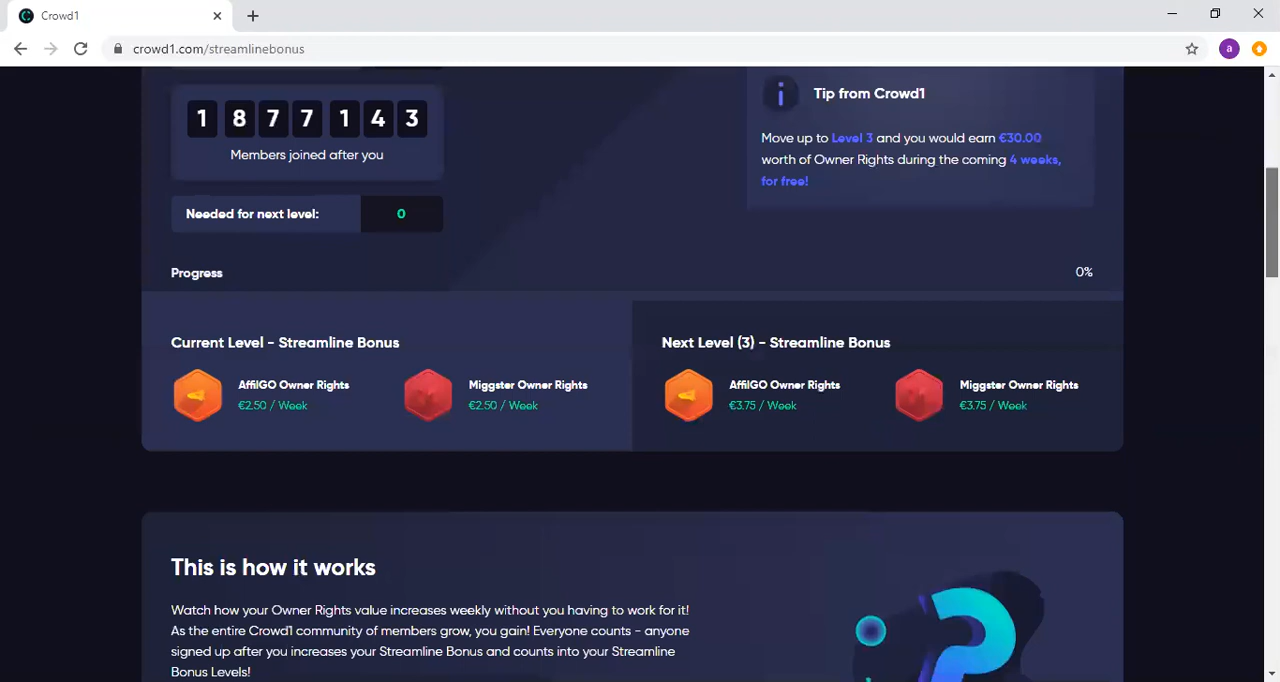 Crowd1
crowd1.com/streamlinebonus
a
1 8 7 7 1 4 3
Members joined after you
Needed for next level: 0
Tip from Crowd1
Move up to Level 3 and you would earn €30.00
worth of Owner Rights during the coming 4 weeks,
for free!
Progress 0%
Current Level - Streamline Bonus
AffilGO Owner Rights
€2.50 / Week
Miggster Owner Rights
€2.50 / Week
Next Level (3) - Streamline Bonus
AffilGO Owner Rights
€3.75 / Week
Miggster Owner Rights
€3.75 / Week
This is how it works
Watch how your Owner Rights value increases weekly without you having to work for it!
As the entire Crowd1 community of members grow, you gain! Everyone counts - anyone
signed up after you increases your Streamline Bonus and counts into your Streamline
Bonus Levels!